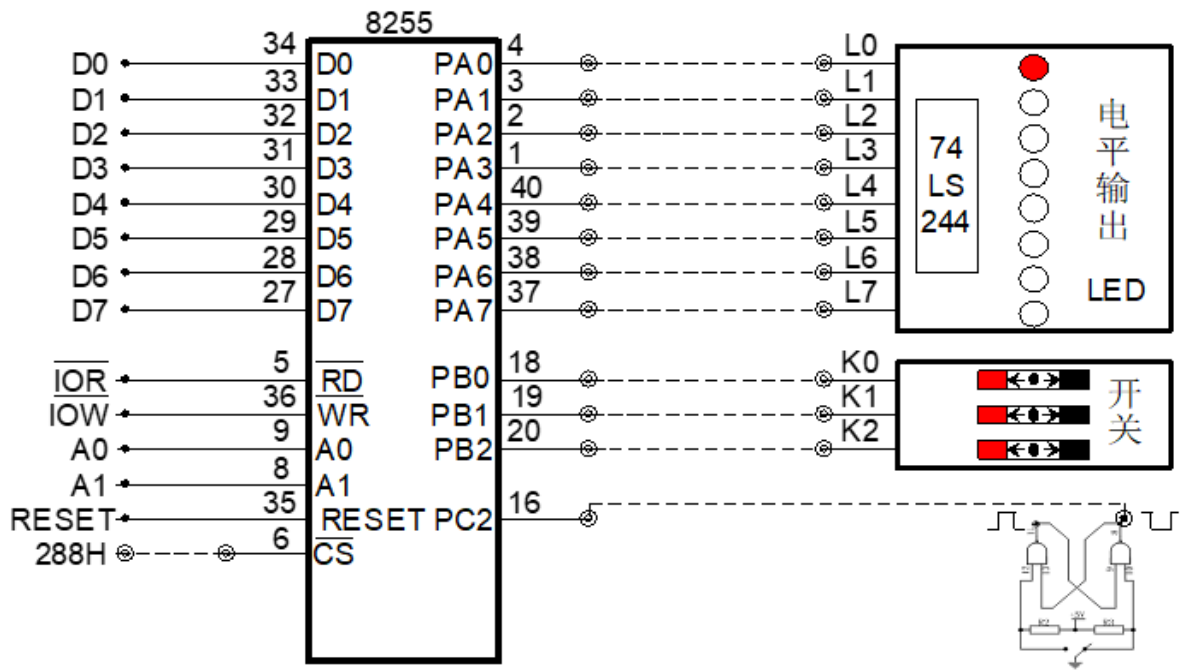 8255
D0 34 D0 PA0 4 L0
D1 33 D1 PA1 3 L1
D2 32 D2 PA2 2 L2
D3 31 D3 PA3 1 L3
D4 30 D4 PA4 40 L4
D5 29 D5 PA5 39 L5
D6 28 D6 PA6 38 L6
D7 27 D7 PA7 37 L7
74
LS
244
电平输出
LED
IOR 5 RD PB0 18 K0
IOW 36 WR PB1 19 K1
A0 9 A0 PB2 20 K2
开关
A1 8 A1
RESET 35 RESET PC2 16
288H 6 CS